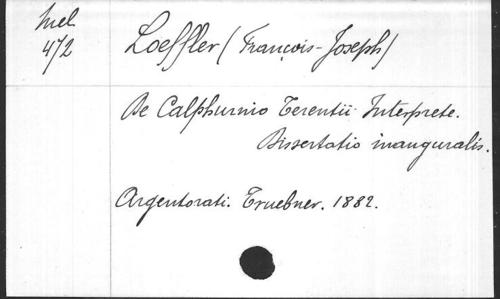 Mel
472
Loeffler (François-Joseph)
De Calphurnio Terentii Interprete.
Dissertatio inauguralis.
Argentorati. Truebner. 1882.